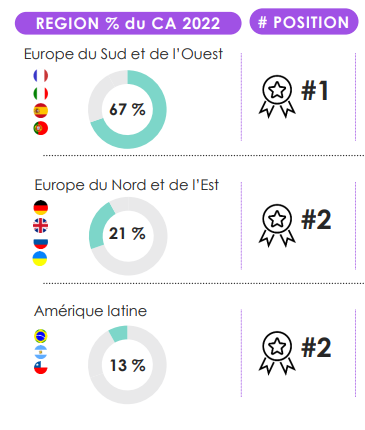 REGION % du CA 2022
# POSITION
Europe du Sud et de l’Ouest
67 %
#1
Europe du Nord et de l’Est
21 %
#2
Amérique latine
13 %
#2